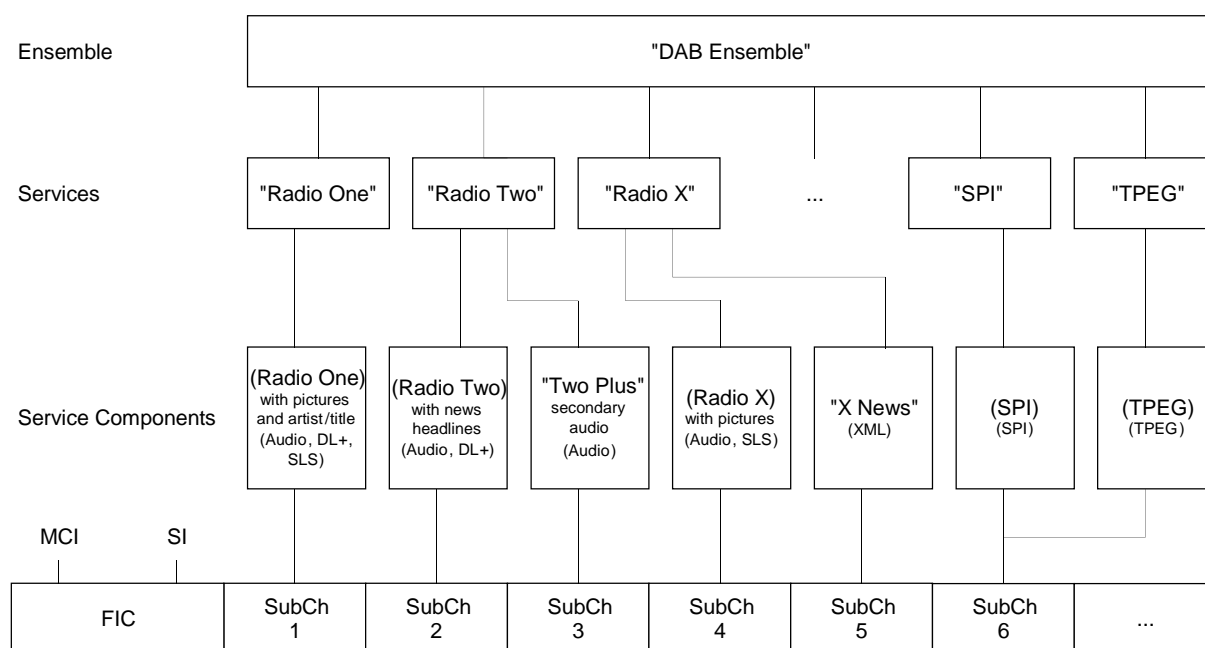 Ensemble
"DAB Ensemble"
Services
"Radio One"
"Radio Two"
"Radio X"
...
"SPI"
"TPEG"
Service Components
(Radio One)
with pictures
and artist/title
(Audio, DL+,
SLS)
(Radio Two)
with news
headlines
(Audio, DL+)
"Two Plus"
secondary
audio
(Audio)
(Radio X)
with pictures
(Audio, SLS)
"X News"
(XML)
(SPI)
(SPI)
(TPEG)
(TPEG)
MCI
SI
FIC
SubCh
1
SubCh
2
SubCh
3
SubCh
4
SubCh
5
SubCh
6
...